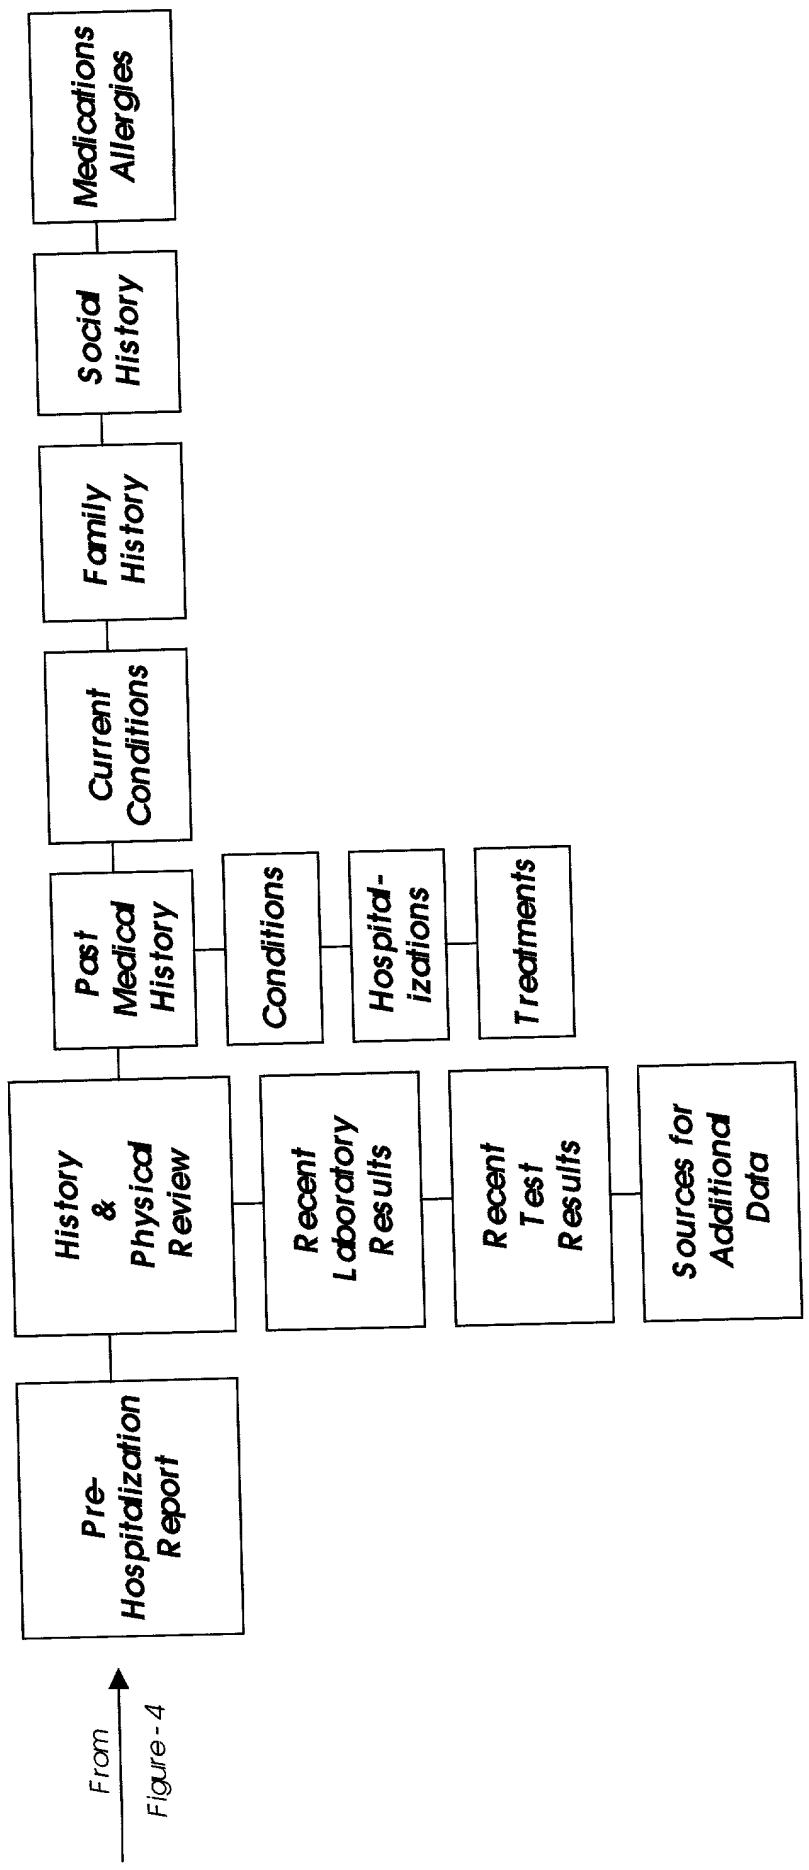 From
Figure - 4
Pre-
Hospitalization
Report
History
&
Physical
Review
Recent
Laboratory
Results
Recent
Test
Results
Sources for
Additional
Data
Past
Medical
History
Conditions
Hospital-
izations
Treatments
Current
Conditions
Family
History
Social
History
Medications
Allergies